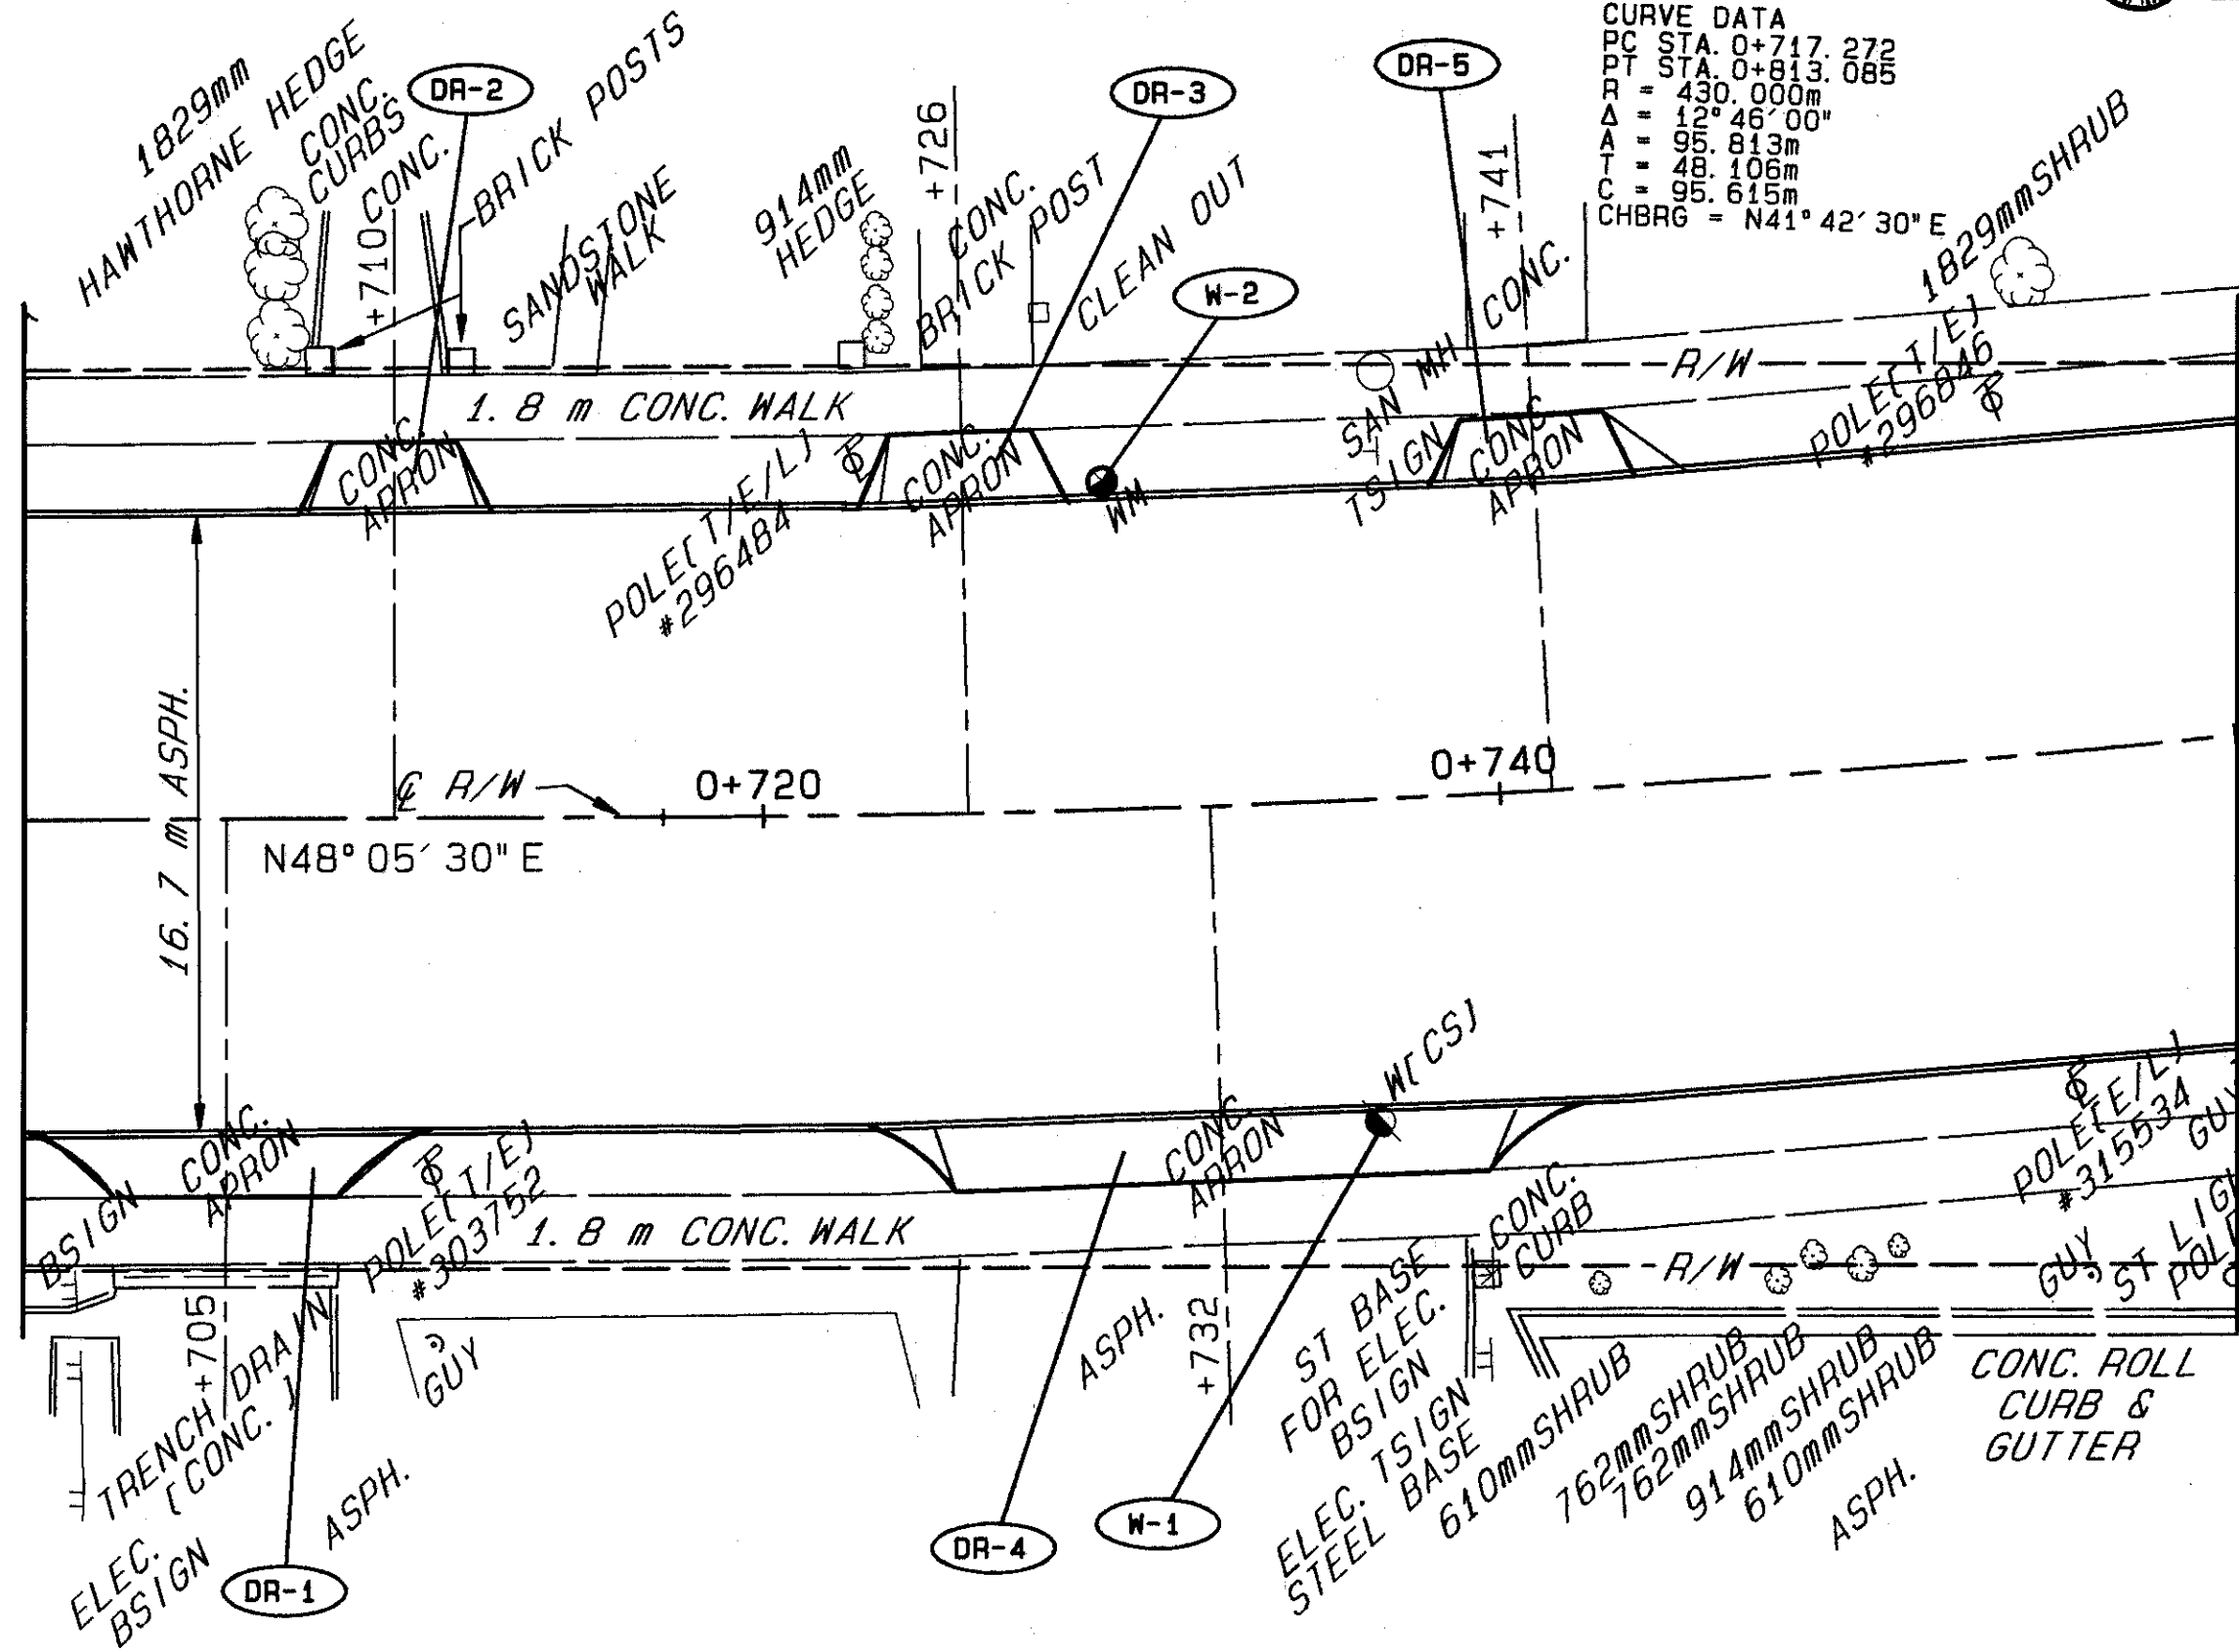 CURVE DATA
PC STA. 0+717.272
PT STA. 0+813.085
R = 430.000m
Δ = 12°46'00"
A = 95.813m
T = 48.106m
C = 95.615m
CHBRG = N41°42'30"E
1829mm
HAWTHORNE HEDGE
CONC.
CURBS
CONC.
+710
DR-2
BRICK POSTS
SANDSTONE
WALK
914mm
HEDGE
+726
CONC.
BRICK POST
DR-3
CLEAN OUT
W-2
DR-5
+741
CONC.
SAN MH
1829mmSHRUB
R/W
1.8 m CONC. WALK
CONC.
APRON
POLE[T/E/L]
#296484
CONC.
APRON
WM
TSIGN
CONC.
APRON
POLE[T/E]
#296846
16.7 m ASPH.
℄ R/W
0+720
0+740
N48°05'30"E
BSIGN
CONC.
APRON
POLE[T/E]
#303752
1.8 m CONC. WALK
CONC.
APRON
W[CS]
CONC.
CURB
R/W
POLE[E/L]
#315534
GUY
GUY
ST LIG
POLE
TRENCH DRAIN
[CONC.]
+705
GUY
ASPH.
ELEC.
BSIGN
DR-1
ASPH.
+732
DR-4
W-1
ST BASE
FOR ELEC.
BSIGN
ELEC. TSIGN
STEEL BASE
610mmSHRUB
762mmSHRUB
762mmSHRUB
914mmSHRUB
610mmSHRUB
ASPH.
CONC. ROLL
CURB &
GUTTER